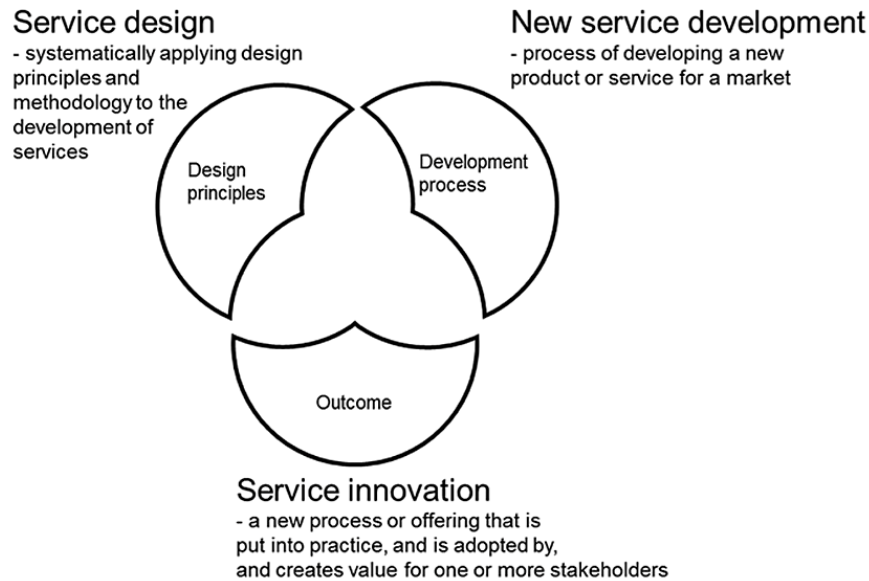 Service design
- systematically applying design
principles and
methodology to the
development of
services
New service development
- process of developing a new
product or service for a market
Design
principles
Development
process
Outcome
Service innovation
- a new process or offering that is
put into practice, and is adopted by,
and creates value for one or more stakeholders